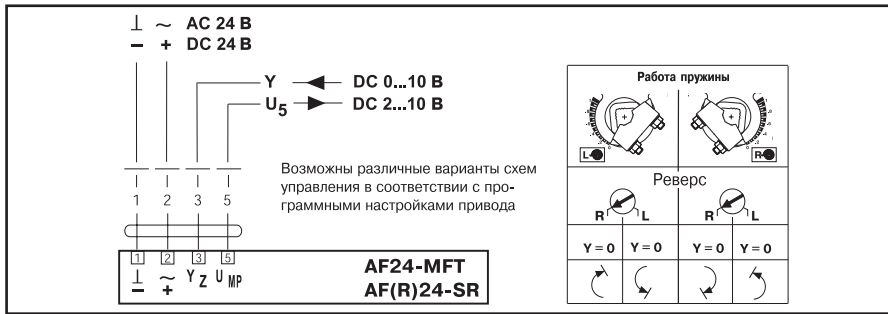 ⊥ ~ AC 24 В
− + DC 24 В
Y DC 0...10 В
U5 DC 2...10 В
Возможны различные варианты схем
управления в соответствии с про-
граммными настройками привода
1 2 3 5
1 2 3 5
⊥ ~ Y Z U MP
− +
AF24-MFT
AF(R)24-SR
Работа пружины
L R
Реверс
R L R L
Y = 0 Y = 0 Y = 0 Y = 0